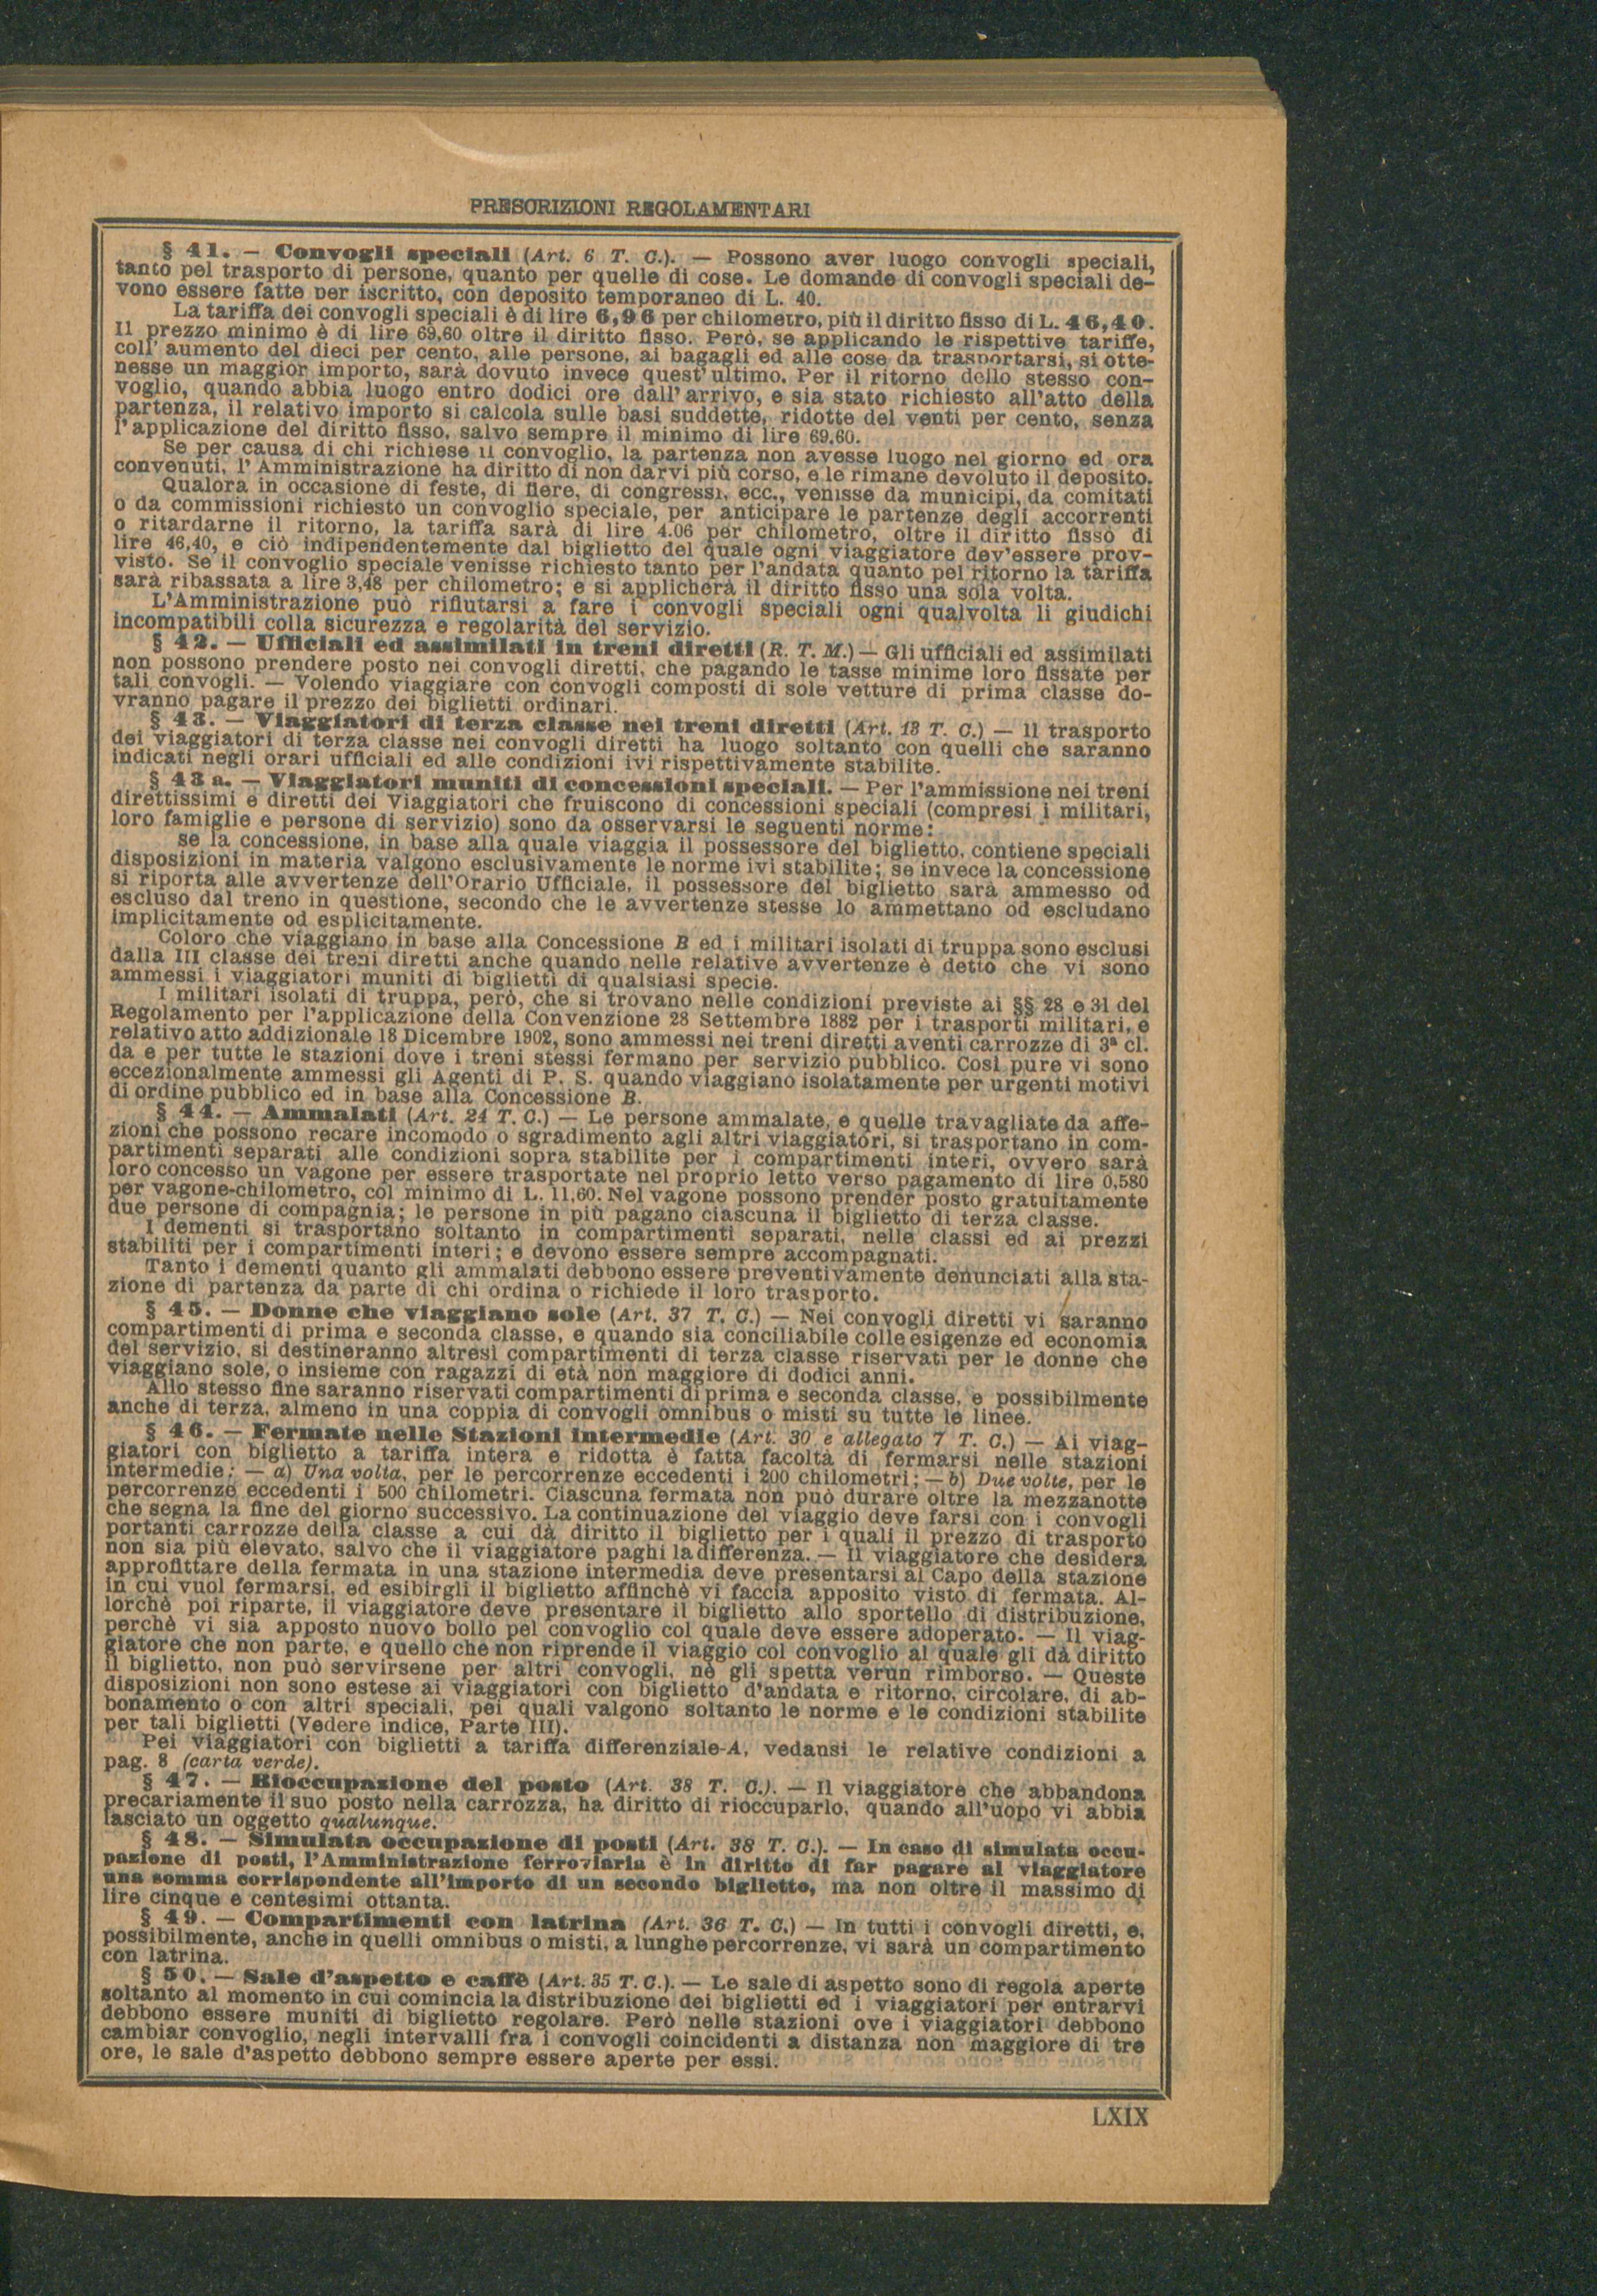 PRESCRIZIONI REGOLAMENTARI
§ 41. — Convogli speciali (Art. 6 T. C.). — Possono aver luogo convogli speciali,
tanto pel trasporto di persone, quanto per quelle di cose. Le domande di convogli speciali de-
vono essere fatte per iscritto, con deposito temporaneo di L. 40.
La tariffa dei convogli speciali è di lire 6,96 per chilometro, più il diritto fisso di L. 46,40.
Il prezzo minimo è di lire 69,60 oltre il diritto fisso. Però, se applicando le rispettive tariffe,
coll' aumento del dieci per cento, alle persone, ai bagagli ed alle cose da trasportarsi, si otte-
nesse un maggior importo, sarà dovuto invece quest'ultimo. Per il ritorno dello stesso con-
voglio, quando abbia luogo entro dodici ore dall' arrivo, e sia stato richiesto all'atto della
partenza, il relativo importo si calcola sulle basi suddette, ridotte del venti per cento, senza
l'applicazione del diritto fisso, salvo sempre il minimo di lire 69,60.
Se per causa di chi richiese il convoglio, la partenza non avesse luogo nel giorno ed ora
convenuti, l' Amministrazione ha diritto di non darvi più corso, e le rimane devoluto il deposito.
Qualora in occasione di feste, di fiere, di congressi, ecc., venisse da municipi, da comitati
o da commissioni richiesto un convoglio speciale, per anticipare le partenze degli accorrenti
o ritardarne il ritorno, la tariffa sarà di lire 4.06 per chilometro, oltre il diritto fisso di
lire 46,40, e ciò indipendentemente dal biglietto del quale ogni viaggiatore dev'essere prov-
visto. Se il convoglio speciale venisse richiesto tanto per l'andata quanto pel ritorno la tariffa
sarà ribassata a lire 3,48 per chilometro; e si applicherà il diritto fisso una sola volta.
L'Amministrazione può rifiutarsi a fare i convogli speciali ogni qualvolta li giudichi
incompatibili colla sicurezza e regolarità del servizio.
§ 42. — Ufficiali ed assimilati in treni diretti (R. T. M.) — Gli ufficiali ed assimilati
non possono prendere posto nei convogli diretti, che pagando le tasse minime loro fissate per
tali convogli. — Volendo viaggiare con convogli composti di sole vetture di prima classe do-
vranno pagare il prezzo dei biglietti ordinari.
§ 43. — Viaggiatori di terza classe nei treni diretti (Art. 13 T. C.) — Il trasporto
dei viaggiatori di terza classe nei convogli diretti ha luogo soltanto con quelli che saranno
indicati negli orari ufficiali ed alle condizioni ivi rispettivamente stabilite.
§ 43 a. — Viaggiatori muniti di concessioni speciali. — Per l'ammissione nei treni
direttissimi e diretti dei Viaggiatori che fruiscono di concessioni speciali (compresi i militari,
loro famiglie e persone di servizio) sono da osservarsi le seguenti norme:
se la concessione, in base alla quale viaggia il possessore del biglietto, contiene speciali
disposizioni in materia valgono esclusivamente le norme ivi stabilite; se invece la concessione
si riporta alle avvertenze dell'Orario Ufficiale, il possessore del biglietto sarà ammesso od
escluso dal treno in questione, secondo che le avvertenze stesse lo ammettano od escludano
implicitamente od esplicitamente.
Coloro che viaggiano in base alla Concessione B ed i militari isolati di truppa sono esclusi
dalla III classe dei treni diretti anche quando nelle relative avvertenze è detto che vi sono
ammessi i viaggiatori muniti di biglietti di qualsiasi specie.
I militari isolati di truppa, però, che si trovano nelle condizioni previste ai §§ 28 e 31 del
Regolamento per l'applicazione della Convenzione 28 Settembre 1882 per i trasporti militari, e
relativo atto addizionale 18 Dicembre 1902, sono ammessi nei treni diretti aventi carrozze di 3ª cl.
da e per tutte le stazioni dove i treni stessi fermano per servizio pubblico. Così pure vi sono
eccezionalmente ammessi gli Agenti di P. S. quando viaggiano isolatamente per urgenti motivi
di ordine pubblico ed in base alla Concessione B.
§ 44. — Ammalati (Art. 24 T. C.) — Le persone ammalate, e quelle travagliate da affe-
zioni che possono recare incomodo o sgradimento agli altri viaggiatori, si trasportano in com-
partimenti separati alle condizioni sopra stabilite per i compartimenti interi, ovvero sarà
loro concesso un vagone per essere trasportate nel proprio letto verso pagamento di lire 0,580
per vagone-chilometro, col minimo di L. 11,60. Nel vagone possono prender posto gratuitamente
due persone di compagnia; le persone in più pagano ciascuna il biglietto di terza classe.
I dementi si trasportano soltanto in compartimenti separati, nelle classi ed ai prezzi
stabiliti per i compartimenti interi; e devono essere sempre accompagnati.
Tanto i dementi quanto gli ammalati debbono essere preventivamente denunciati alla sta-
zione di partenza da parte di chi ordina o richiede il loro trasporto.
§ 45. — Donne che viaggiano sole (Art. 37 T. C.) — Nei convogli diretti vi saranno
compartimenti di prima e seconda classe, e quando sia conciliabile colle esigenze ed economia
del servizio, si destineranno altresì compartimenti di terza classe riservati per le donne che
viaggiano sole, o insieme con ragazzi di età non maggiore di dodici anni.
Allo stesso fine saranno riservati compartimenti di prima e seconda classe, e possibilmente
anche di terza, almeno in una coppia di convogli omnibus o misti su tutte le linee.
§ 46. — Fermate nelle Stazioni intermedie (Art. 30 e allegato 7 T. C.) — Ai viag-
giatori con biglietto a tariffa intera e ridotta è fatta facoltà di fermarsi nelle stazioni
intermedie: — a) Una volta, per le percorrenze eccedenti i 200 chilometri; — b) Due volte, per le
percorrenze eccedenti i 500 chilometri. Ciascuna fermata non può durare oltre la mezzanotte
che segna la fine del giorno successivo. La continuazione del viaggio deve farsi con i convogli
portanti carrozze della classe a cui dà diritto il biglietto per i quali il prezzo di trasporto
non sia più elevato, salvo che il viaggiatore paghi la differenza. — Il viaggiatore che desidera
approfittare della fermata in una stazione intermedia deve presentarsi al Capo della stazione
in cui vuol fermarsi, ed esibirgli il biglietto affinchè vi faccia apposito visto di fermata. Al-
lorchè poi riparte, il viaggiatore deve presentare il biglietto allo sportello di distribuzione,
perchè vi sia apposto nuovo bollo pel convoglio col quale deve essere adoperato. — Il viag-
giatore che non parte, e quello che non riprende il viaggio col convoglio al quale gli dà diritto
il biglietto, non può servirsene per altri convogli, nè gli spetta verun rimborso. — Queste
disposizioni non sono estese ai viaggiatori con biglietto d'andata e ritorno, circolare, di ab-
bonamento o con altri speciali, pei quali valgono soltanto le norme e le condizioni stabilite
per tali biglietti (Vedere indice, Parte III).
Pei viaggiatori con biglietti a tariffa differenziale-A, vedansi le relative condizioni a
pag. 8 (carta verde).
§ 47. — Rioccupazione del posto (Art. 38 T. C.). — Il viaggiatore che abbandona
precariamente il suo posto nella carrozza, ha diritto di rioccuparlo, quando all'uopo vi abbia
lasciato un oggetto qualunque.
§ 48. — Simulata occupazione di posti (Art. 38 T. C.). — In caso di simulata occu-
pazione di posti, l'Amministrazione ferroviaria è in diritto di far pagare al viaggiatore
una somma corrispondente all'importo di un secondo biglietto, ma non oltre il massimo di
lire cinque e centesimi ottanta.
§ 49. — Compartimenti con latrina (Art. 36 T. C.) — In tutti i convogli diretti, e,
possibilmente, anche in quelli omnibus o misti, a lunghe percorrenze, vi sarà un compartimento
con latrina.
§ 50. — Sale d'aspetto e caffè (Art. 35 T. C.). — Le sale di aspetto sono di regola aperte
soltanto al momento in cui comincia la distribuzione dei biglietti ed i viaggiatori per entrarvi
debbono essere muniti di biglietto regolare. Però nelle stazioni ove i viaggiatori debbono
cambiar convoglio, negli intervalli fra i convogli coincidenti a distanza non maggiore di tre
ore, le sale d'aspetto debbono sempre essere aperte per essi.
LXIX